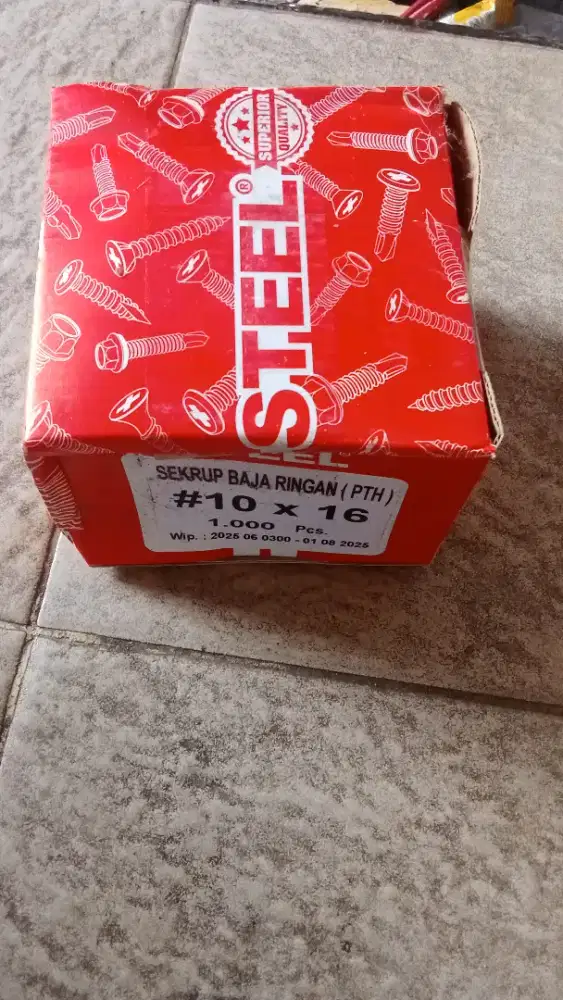 SUPERIOR
QUALITY
STEEL®
SEKRUP BAJA RINGAN ( PTH )
#10 x 16
1.000 Pcs.
Wip. : 2025 06 0300 - 01 08 2025